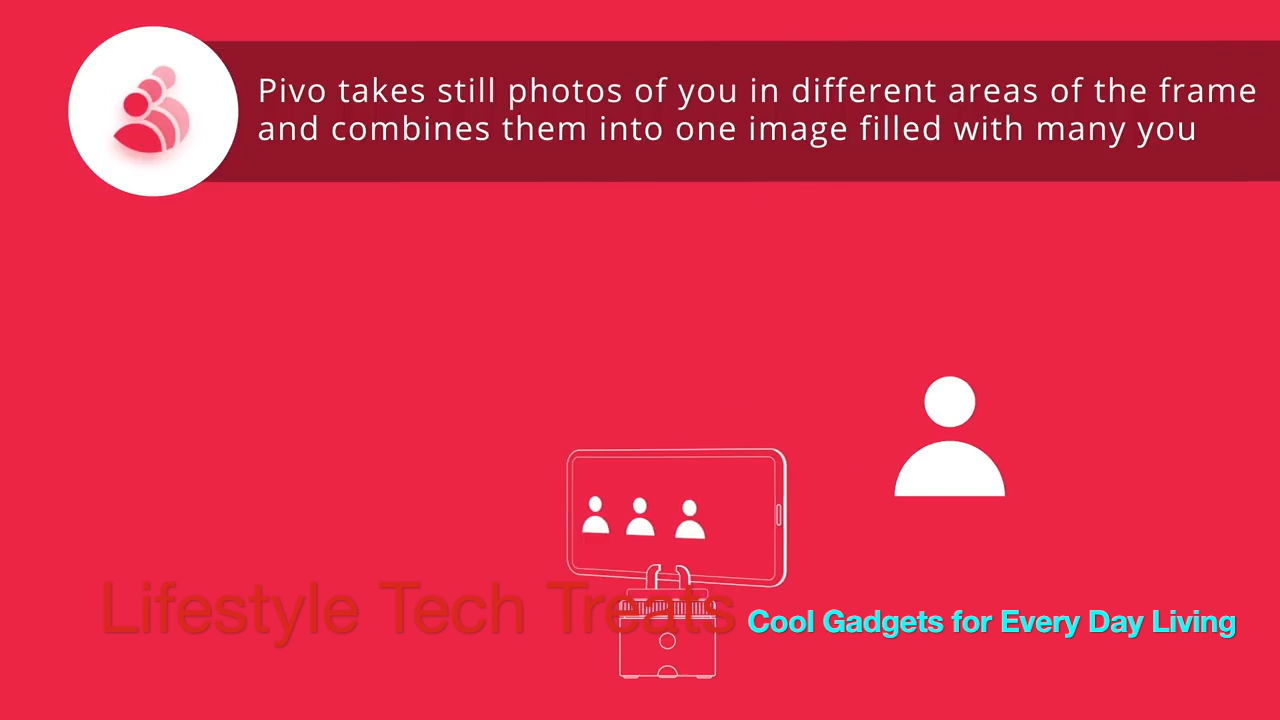 Pivo takes still photos of you in different areas of the frame
and combines them into one image filled with many you
Lifestyle Tech Treats
Cool Gadgets for Every Day Living